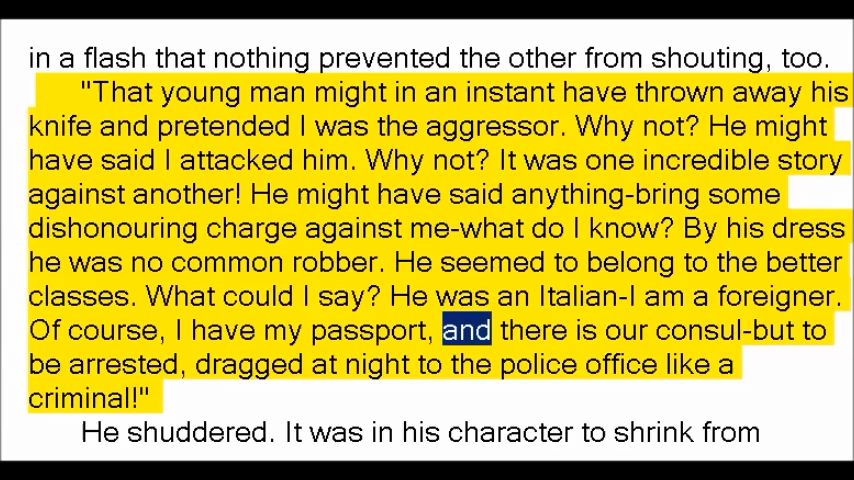 in a flash that nothing prevented the other from shouting, too.
"That young man might in an instant have thrown away his
knife and pretended I was the aggressor. Why not? He might
have said I attacked him. Why not? It was one incredible story
against another! He might have said anything-bring some
dishonouring charge against me-what do I know? By his dress
he was no common robber. He seemed to belong to the better
classes. What could I say? He was an Italian-I am a foreigner.
Of course, I have my passport, and there is our consul-but to
be arrested, dragged at night to the police office like a
criminal!"
He shuddered. It was in his character to shrink from